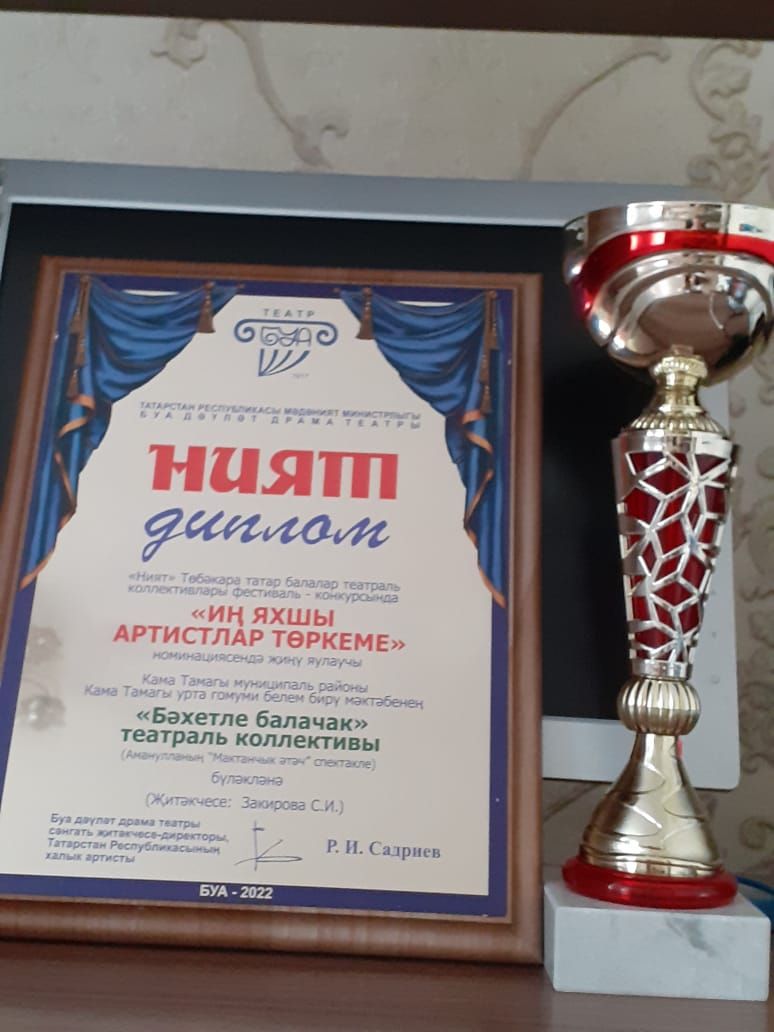 ТЕАТР
БУА
1917
ТАТАРСТАН РЕСПУБЛИКАСЫ МӘДӘНИЯТ МИНИСТРЛЫГЫ
БУА ДӘҮЛӘТ ДРАМА ТЕАТРЫ
НИЯТ
диплом
«Ният» Төбәкара татар балалар театраль
коллективлары фестиваль - конкурсында
«ИҢ ЯХШЫ
АРТИСТЛАР ТӨРКЕМЕ»
номинациясендә җиңү яулаучы
Кама Тамагы муниципаль районы
Кама Тамагы урта гомуми белем бирү мәктәбенең
«Бәхетле балачак»
театраль коллективы
(Аманулланың "Мактанчык әтәч" спектакле)
бүләкләнә
(Җитәкчесе: Закирова С.И.)
Буа дәүләт драма театры
сәнгать җитәкчесе-директоры,
Татарстан Республикасының
халык артисты
Р. И. Садриев
БУА - 2022